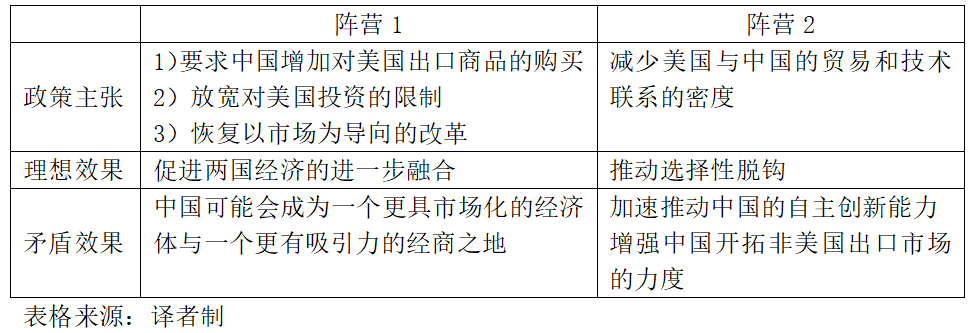 阵营 1
阵营 2
政策主张
1)要求中国增加对美国出口商品的购买
2) 放宽对美国投资的限制
3) 恢复以市场为导向的改革
减少美国与中国的贸易和技术
联系的密度
理想效果
促进两国经济的进一步融合
推动选择性脱钩
矛盾效果
中国可能会成为一个更具市场化的经济
体与一个更有吸引力的经商之地
加速推动中国的自主创新能力
增强中国开拓非美国出口市场
的力度
表格来源：译者制